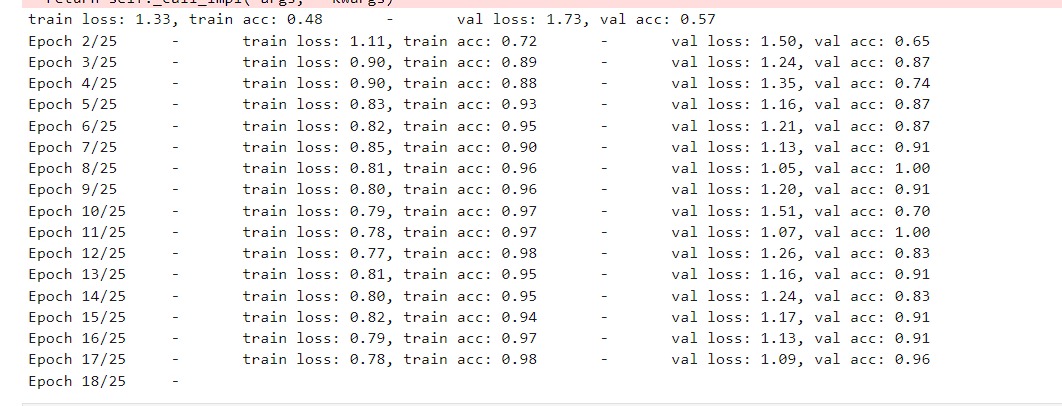 return self._call_impl(*args, **kwargs)
train loss: 1.33, train acc: 0.48 - val loss: 1.73, val acc: 0.57
Epoch 2/25 - train loss: 1.11, train acc: 0.72 - val loss: 1.50, val acc: 0.65
Epoch 3/25 - train loss: 0.90, train acc: 0.89 - val loss: 1.24, val acc: 0.87
Epoch 4/25 - train loss: 0.90, train acc: 0.88 - val loss: 1.35, val acc: 0.74
Epoch 5/25 - train loss: 0.83, train acc: 0.93 - val loss: 1.16, val acc: 0.87
Epoch 6/25 - train loss: 0.82, train acc: 0.95 - val loss: 1.21, val acc: 0.87
Epoch 7/25 - train loss: 0.85, train acc: 0.90 - val loss: 1.13, val acc: 0.91
Epoch 8/25 - train loss: 0.81, train acc: 0.96 - val loss: 1.05, val acc: 1.00
Epoch 9/25 - train loss: 0.80, train acc: 0.96 - val loss: 1.20, val acc: 0.91
Epoch 10/25 - train loss: 0.79, train acc: 0.97 - val loss: 1.51, val acc: 0.70
Epoch 11/25 - train loss: 0.78, train acc: 0.97 - val loss: 1.07, val acc: 1.00
Epoch 12/25 - train loss: 0.77, train acc: 0.98 - val loss: 1.26, val acc: 0.83
Epoch 13/25 - train loss: 0.81, train acc: 0.95 - val loss: 1.16, val acc: 0.91
Epoch 14/25 - train loss: 0.80, train acc: 0.95 - val loss: 1.24, val acc: 0.83
Epoch 15/25 - train loss: 0.82, train acc: 0.94 - val loss: 1.17, val acc: 0.91
Epoch 16/25 - train loss: 0.79, train acc: 0.97 - val loss: 1.13, val acc: 0.91
Epoch 17/25 - train loss: 0.78, train acc: 0.98 - val loss: 1.09, val acc: 0.96
Epoch 18/25 -